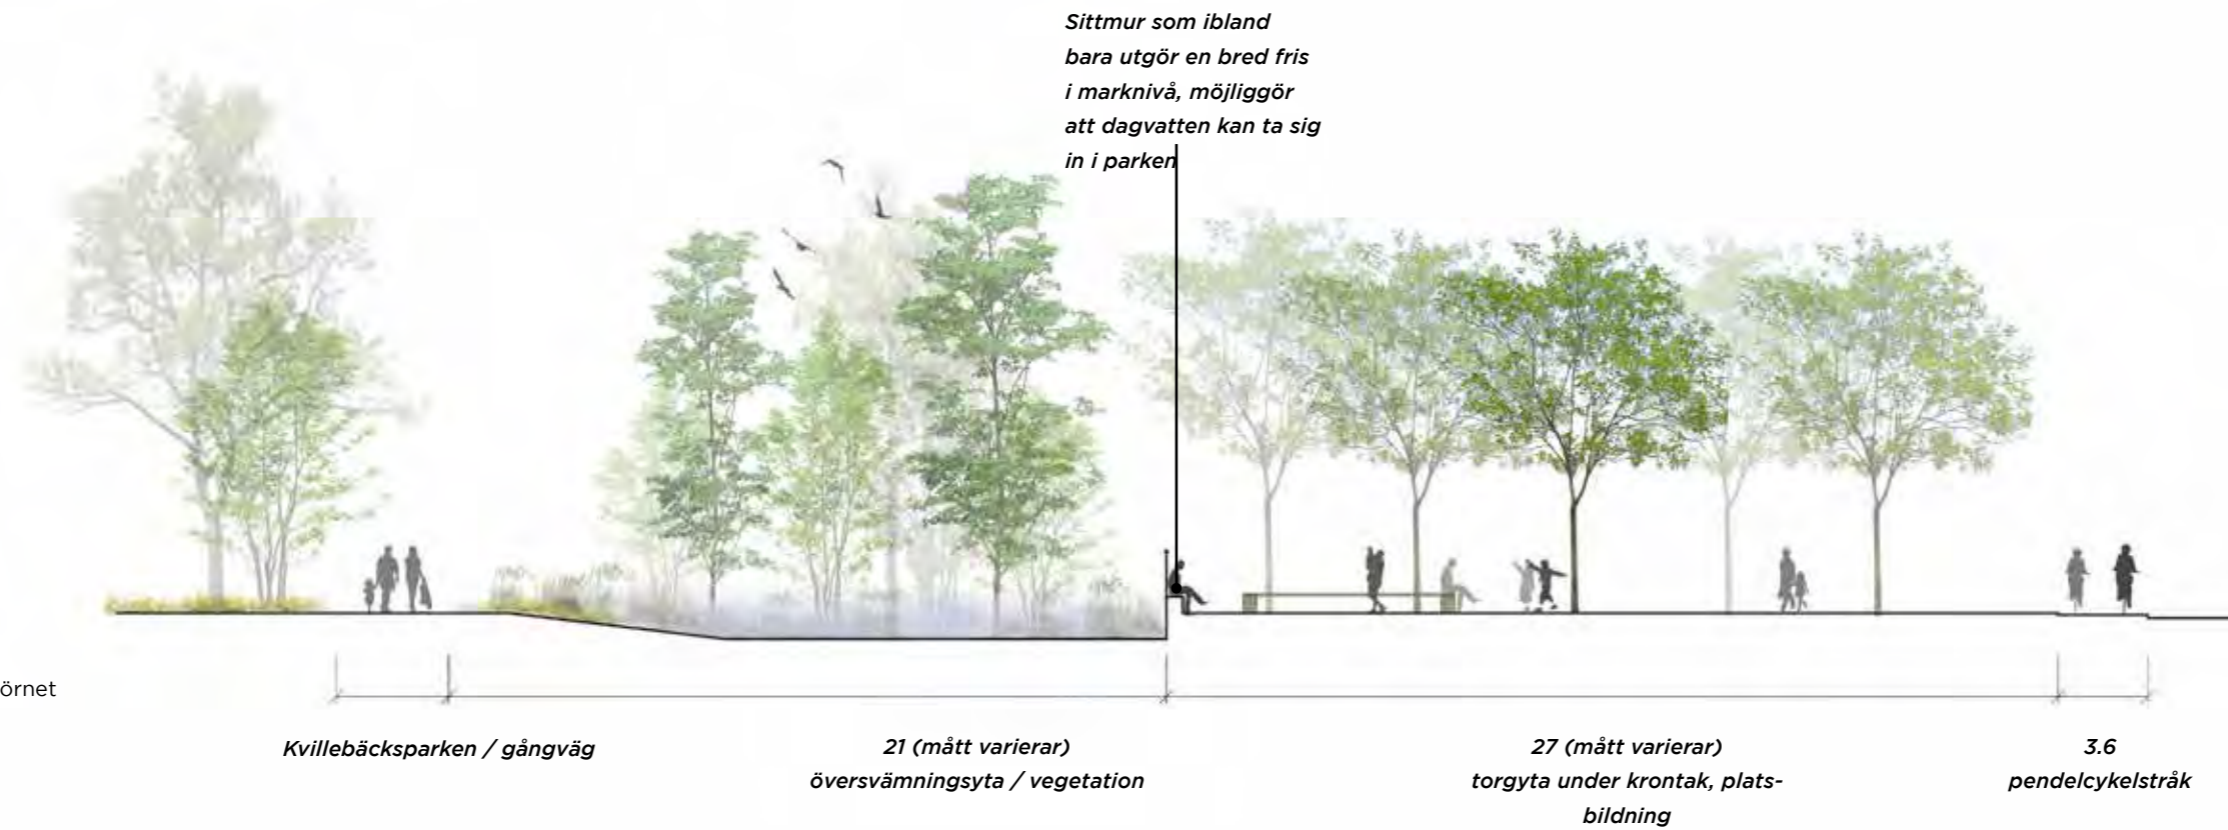 Sittmur som ibland
bara utgör en bred fris
i marknivå, möjliggör
att dagvatten kan ta sig
in i parken
örnet
Kvillebäcksparken / gångväg
21 (mått varierar)
översvämningsyta / vegetation
27 (mått varierar)
torgyta under krontak, plats-
bildning
3.6
pendelcykelstråk